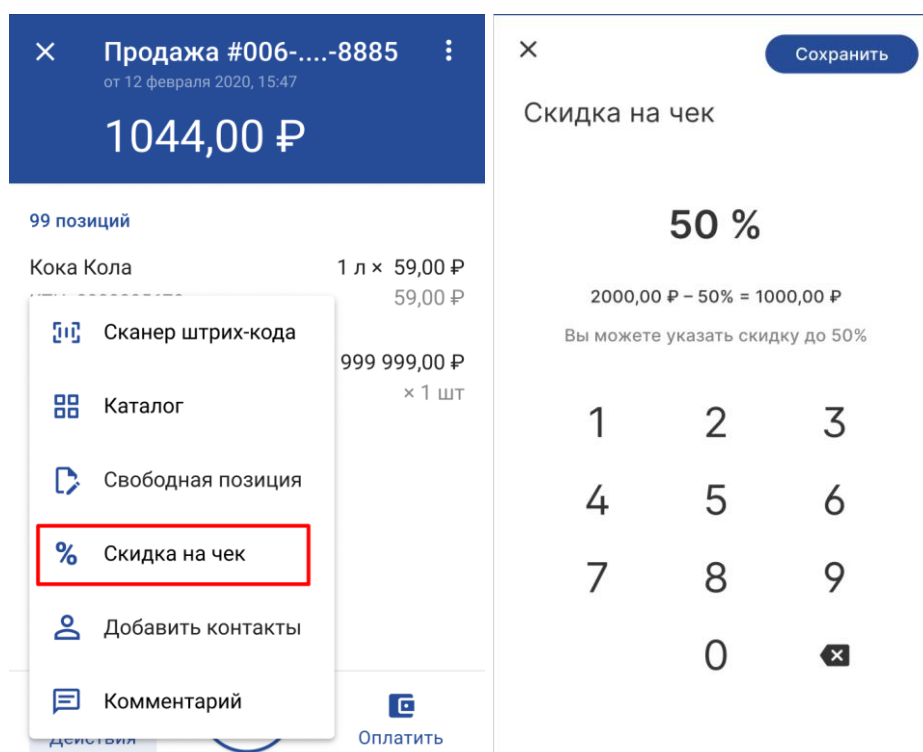 Продажа #006-....-8885
от 12 февраля 2020, 15:47
1044,00 ₽
99 позиций
Кока Кола 1 л × 59,00 ₽
59,00 ₽
Сканер штрих-кода
999 999,00 ₽
× 1 шт
Каталог
Свободная позиция
% Скидка на чек
Добавить контакты
Комментарий
Действия
Оплатить
Сохранить
Скидка на чек
50 %
2000,00 ₽ – 50% = 1000,00 ₽
Вы можете указать скидку до 50%
1 2 3
4 5 6
7 8 9
0